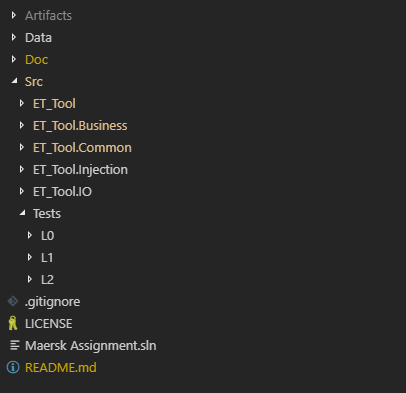 Artifacts
Data
Doc
Src
ET_Tool
ET_Tool.Business
ET_Tool.Common
ET_Tool.Injection
ET_Tool.IO
Tests
L0
L1
L2
.gitignore
LICENSE
Maersk Assignment.sln
README.md